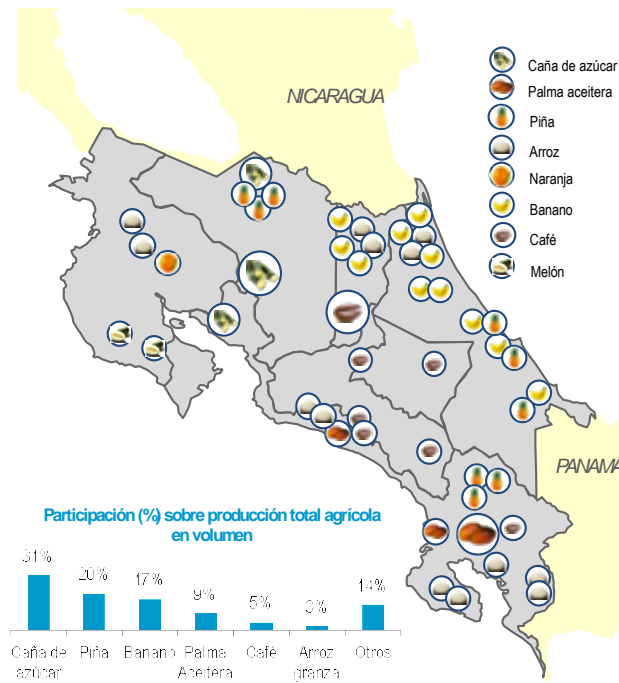 NICARAGUA
Caña de azúcar
Palma aceitera
Piña
Arroz
Naranja
Banano
Café
Melón
PANAMA
Participación (%) sobre producción total agrícola
en volumen
31%
20%
17%
9%
5%
3%
14%
Caña de
azúcar
Piña
Banano
Palma
Aceitera
Café
Arroz
granza
Otros